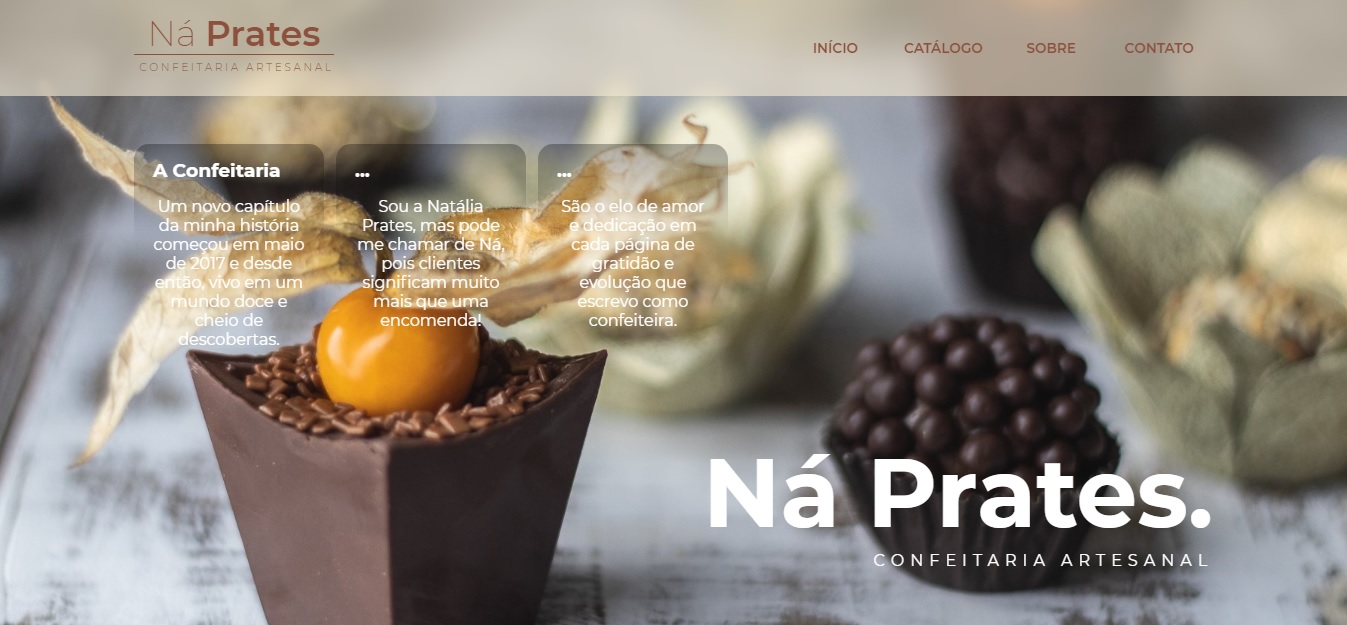 Ná Prates
CONFEITARIA ARTESANAL
INÍCIO CATÁLOGO SOBRE CONTATO
A Confeitaria
Um novo capítulo
da minha história
começou em maio
de 2017 e desde
então, vivo em um
mundo doce e
cheio de
descobertas.
...
Sou a Natália
Prates, mas pode
me chamar de Ná,
pois clientes
significam muito
mais que uma
encomenda!
...
São o elo de amor
e dedicação em
cada página de
gratidão e
evolução que
escrevo como
confeiteira.
Ná Prates.
CONFEITARIA ARTESANAL